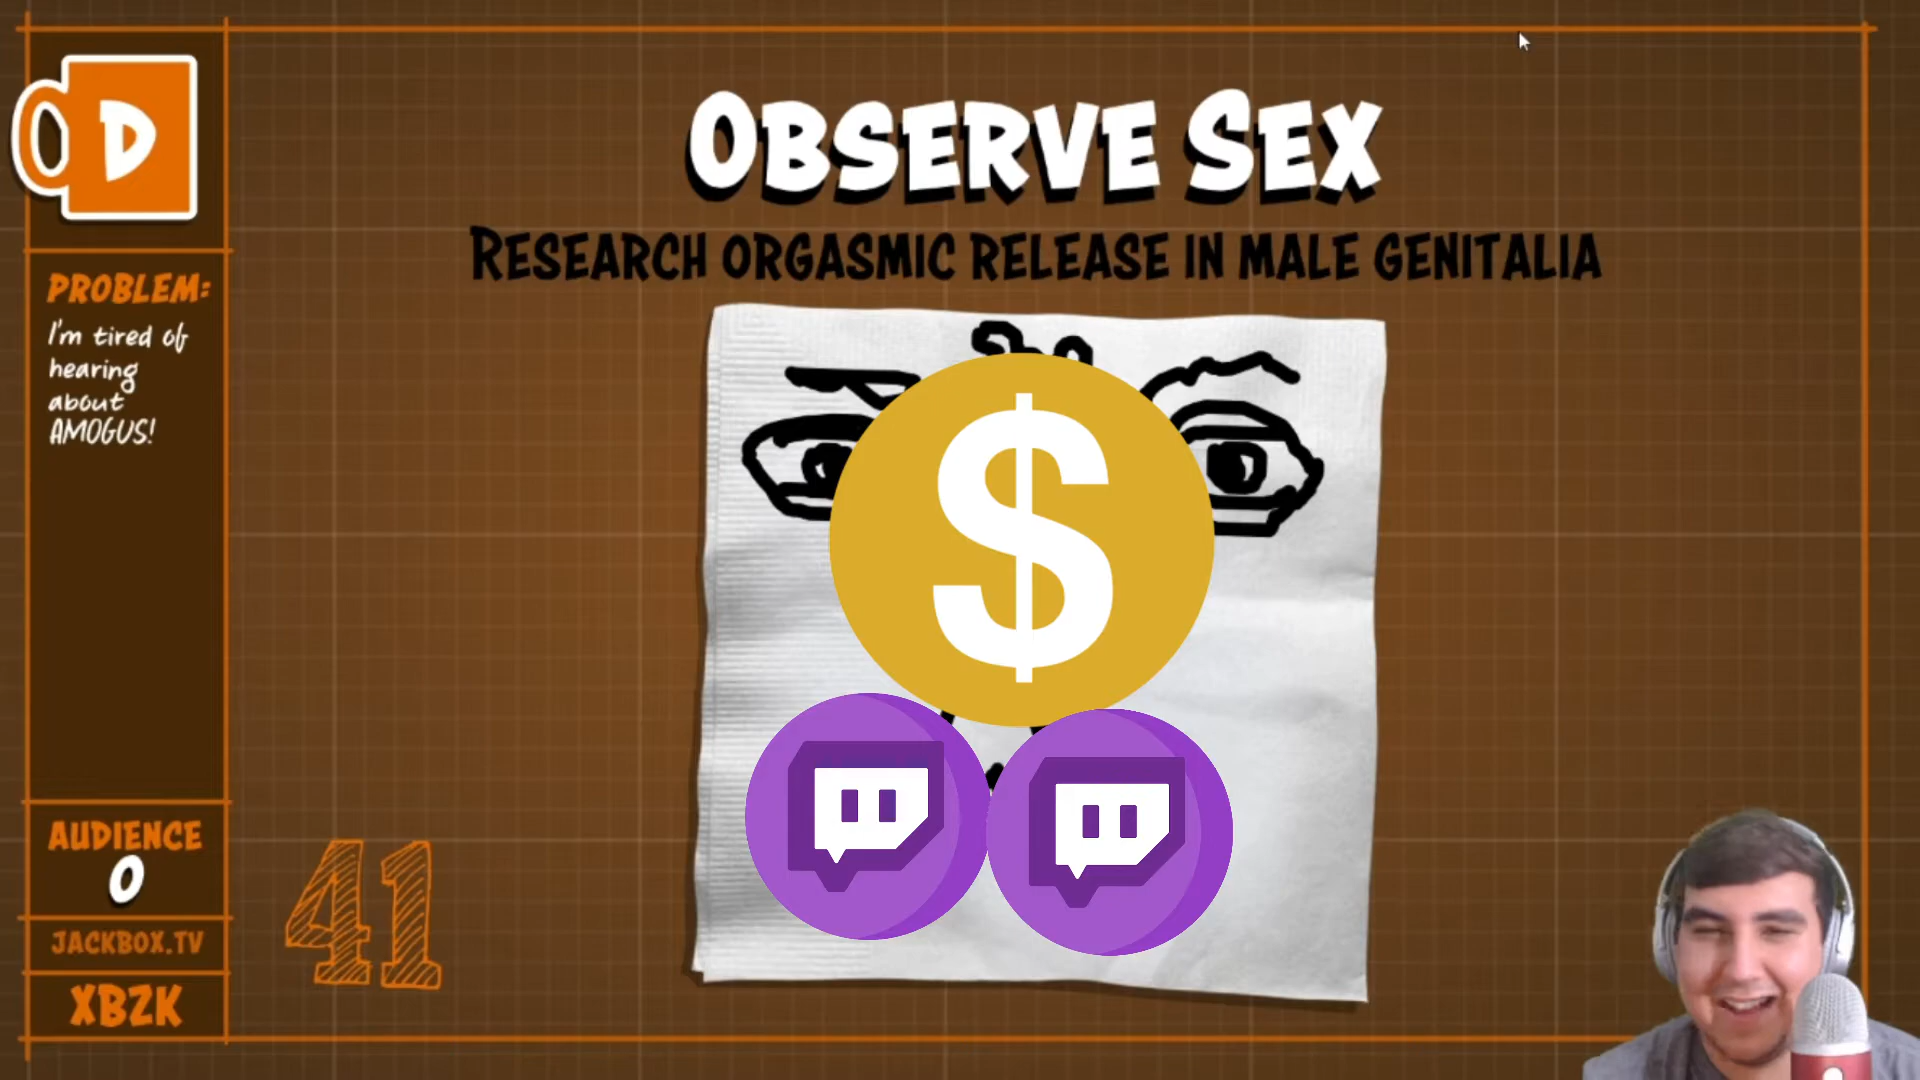 D
OBSERVE SEX
RESEARCH ORGASMIC RELEASE IN MALE GENITALIA
PROBLEM:
I'm tired of
hearing
about
AMOGUS!
$
AUDIENCE
0
JACKBOX.TV
XBZK
41